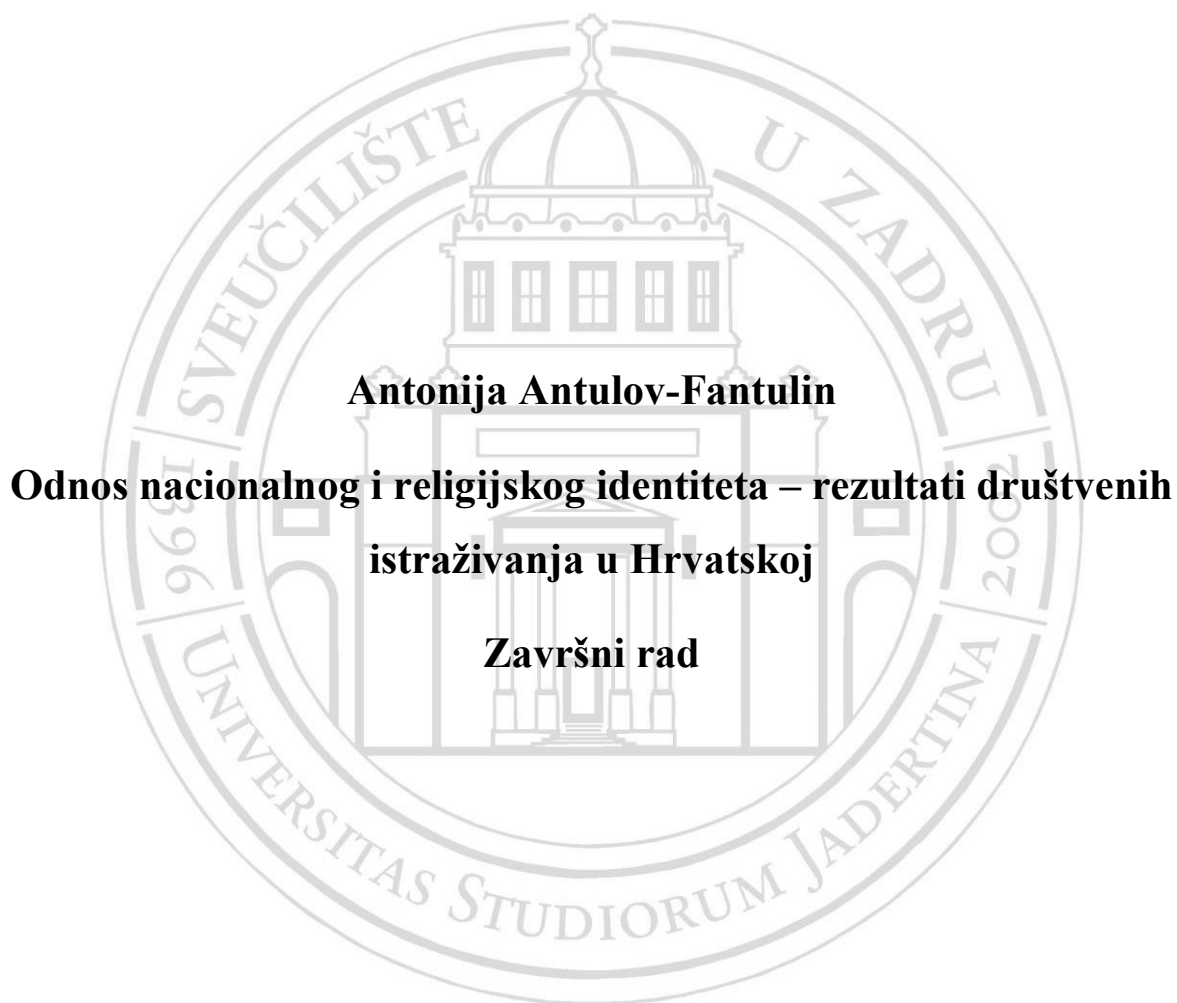 SVEUČILIŠTE U ZADRU
Antonija Antulov-Fantulin
Odnos nacionalnog i religijskog identiteta – rezultati društvenih
istraživanja u Hrvatskoj
Završni rad
1396
2002
UNIVERSITAS STUDIORUM JADERTINA